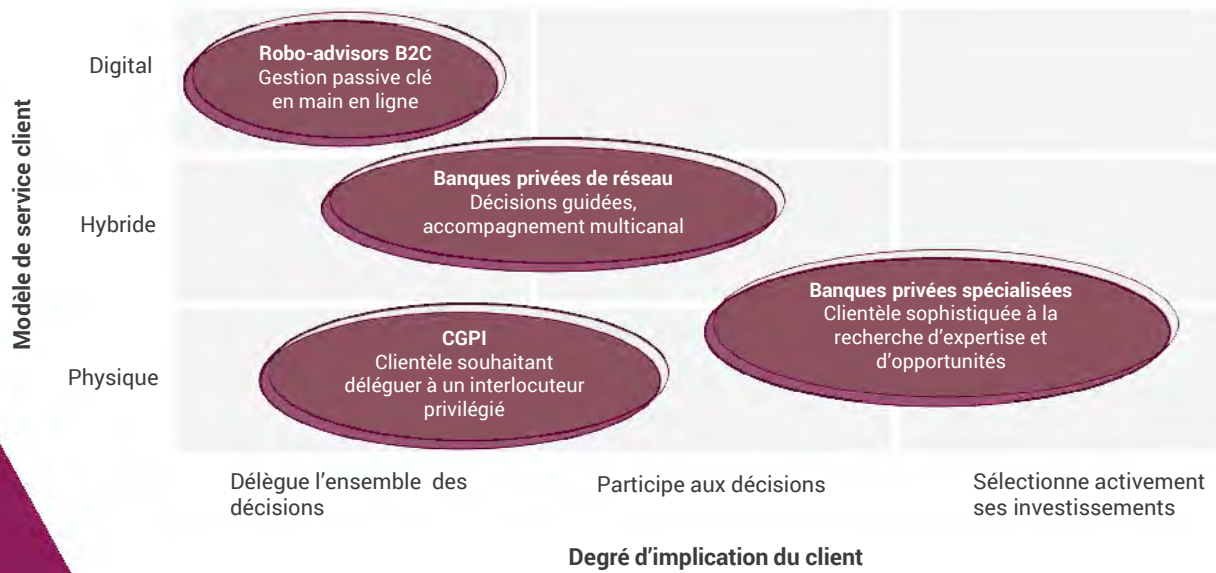 Modèle de service client
Digital
Robo-advisors B2C
Gestion passive clé
en main en ligne
Hybride
Banques privées de réseau
Décisions guidées,
accompagnement multicanal
Banques privées spécialisées
Clientèle sophistiquée à la
recherche d'expertise et
d'opportunités
Physique
CGPI
Clientèle souhaitant
déléguer à un interlocuteur
privilégié
Délègue l'ensemble des
décisions
Participe aux décisions
Sélectionne activement
ses investissements
Degré d'implication du client